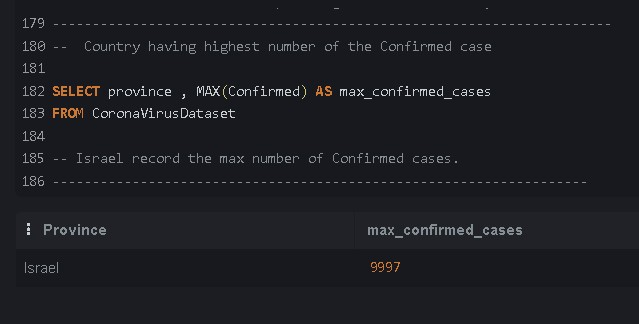 179 ----------------------------------------------------------------------
180 --  Country having highest number of the Confirmed case
181
182 SELECT province , MAX(Confirmed) AS max_confirmed_cases
183 FROM CoronaVirusDataset
184
185 -- Israel record the max number of Confirmed cases.
186 -------------------------------------------------------------------
Province max_confirmed_cases
Israel 9997